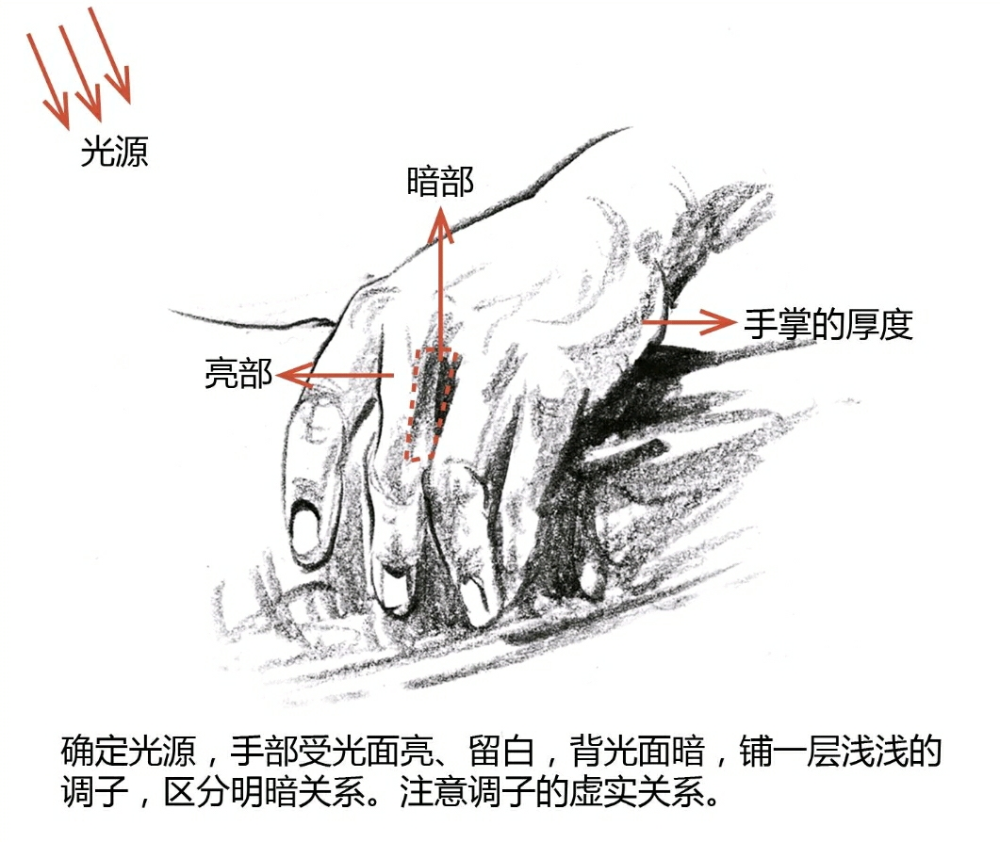 光源
暗部
手掌的厚度
亮部
确定光源，手部受光面亮、留白，背光面暗，铺一层浅浅的
调子，区分明暗关系。注意调子的虚实关系。